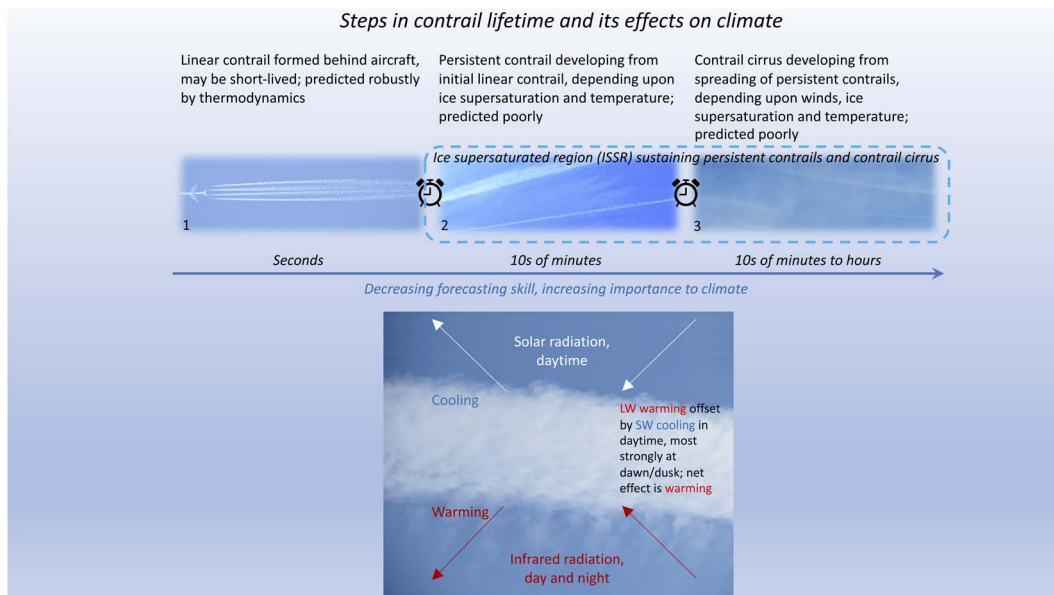 Steps in contrail lifetime and its effects on climate
Linear contrail formed behind aircraft,
may be short-lived; predicted robustly
by thermodynamics
Persistent contrail developing from
initial linear contrail, depending upon
ice supersaturation and temperature;
predicted poorly
Contrail cirrus developing from
spreading of persistent contrails,
depending upon winds, ice
supersaturation and temperature;
predicted poorly
Ice supersaturated region (ISSR) sustaining persistent contrails and contrail cirrus
1
2
3
Seconds
10s of minutes
10s of minutes to hours
Decreasing forecasting skill, increasing importance to climate
Solar radiation,
daytime
Cooling
LW warming offset
by SW cooling in
daytime, most
strongly at
dawn/dusk; net
effect is warming
Warming
Infrared radiation,
day and night